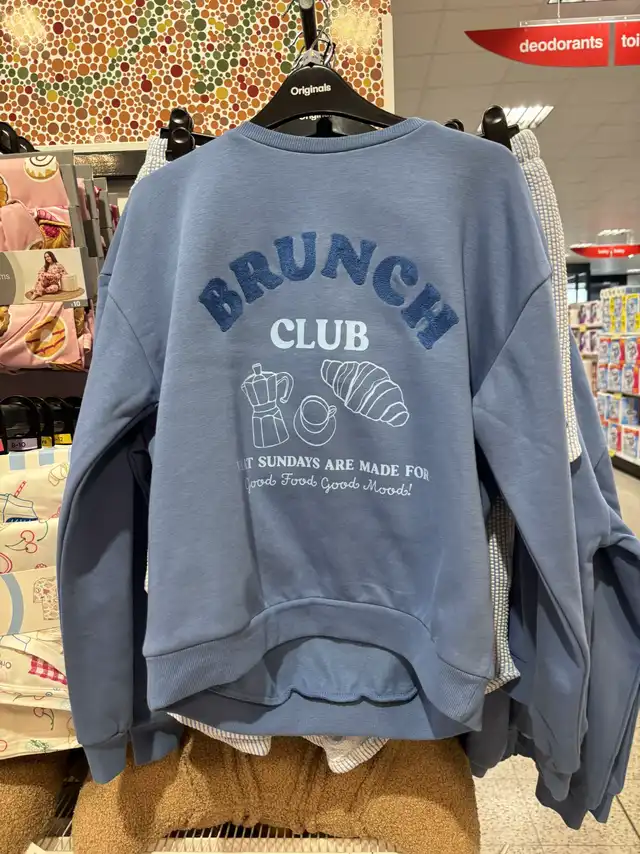 Originals
deodorants
BRUNCH
CLUB
SUNDAYS ARE MADE FOR
Good Food Good Mood!